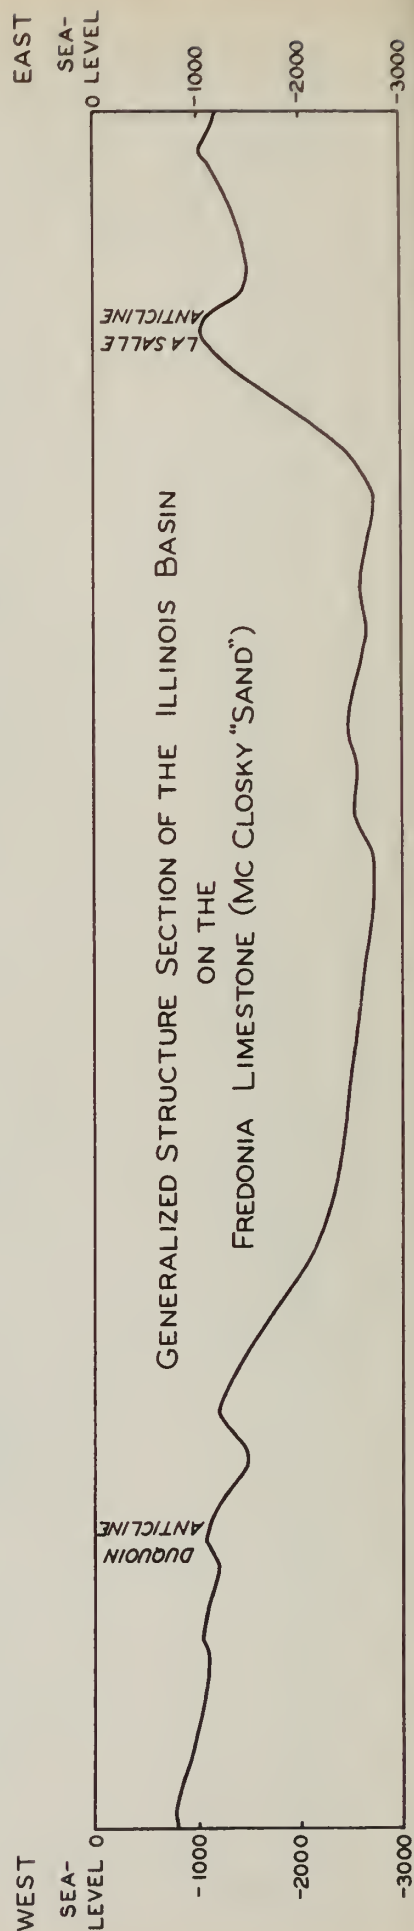 WEST
SEA-
LEVEL
0
-1000
-2000
-3000
DUQUOIN
ANTICLINE
GENERALIZED STRUCTURE SECTION OF THE ILLINOIS BASIN
ON THE
FREDONIA LIMESTONE (MC CLOSKY "SAND")
LA SALLE
ANTICLINE
EAST
SEA-
LEVEL
0
-1000
-2000
-3000